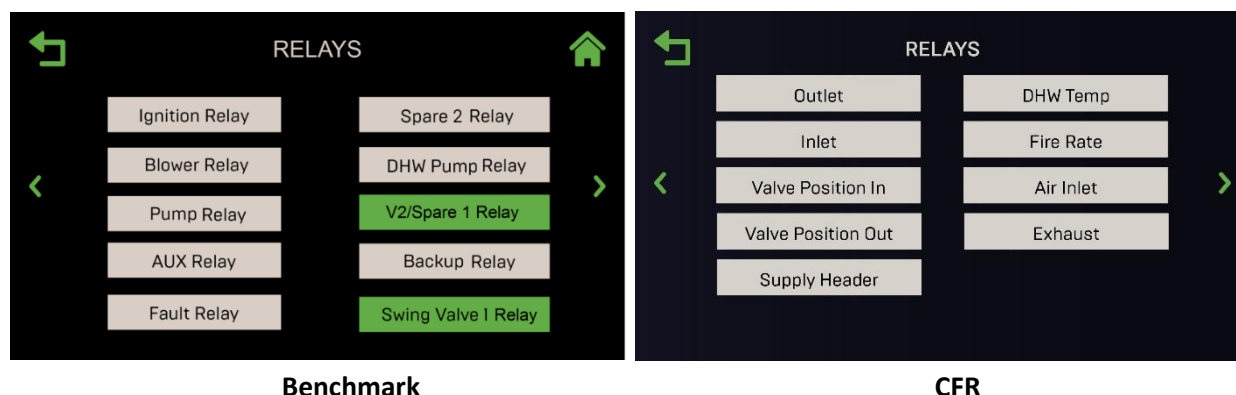 RELAYS
Ignition Relay
Blower Relay
Pump Relay
AUX Relay
Fault Relay
Spare 2 Relay
DHW Pump Relay
V2/Spare 1 Relay
Backup Relay
Swing Valve 1 Relay
Benchmark
RELAYS
Outlet
Inlet
Valve Position In
Valve Position Out
Supply Header
DHW Temp
Fire Rate
Air Inlet
Exhaust
CFR